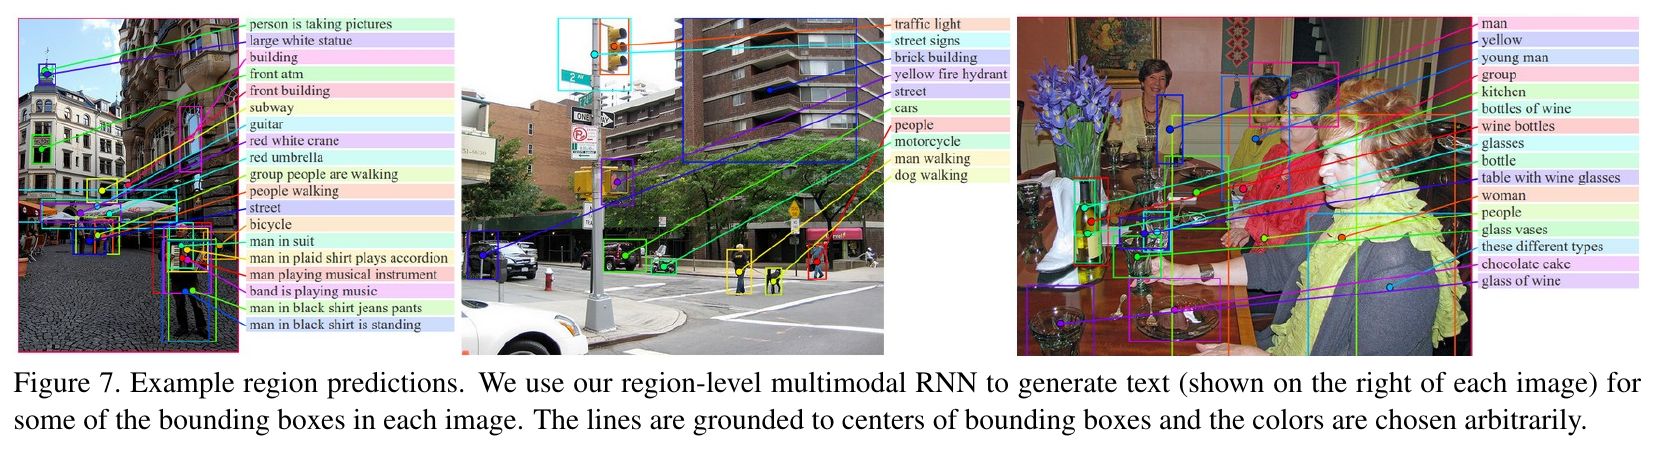 person is taking pictures
large white statue
building
front atm
front building
subway
guitar
red white crane
red umbrella
group people are walking
people walking
street
bicycle
man in suit
man in plaid shirt plays accordion
man playing musical instrument
band is playing music
man in black shirt jeans pants
man in black shirt is standing
2 AV
ONE
traffic light
street signs
brick building
yellow fire hydrant
street
cars
people
motorcycle
man walking
dog walking
man
yellow
young man
group
kitchen
bottles of wine
wine bottles
glasses
bottle
table with wine glasses
woman
people
glass vases
these different types
chocolate cake
glass of wine
Figure 7. Example region predictions. We use our region-level multimodal RNN to generate text (shown on the right of each image) for
some of the bounding boxes in each image. The lines are grounded to centers of bounding boxes and the colors are chosen arbitrarily.